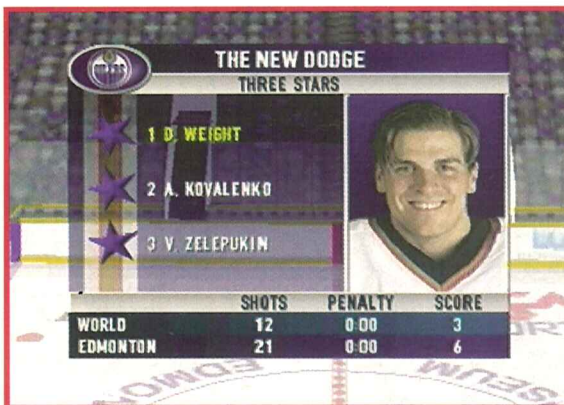 THE NEW DODGE
THREE STARS
1 D. WEIGHT
2 A. KOVALENKO
3 V. ZELEPUKIN
SHOTS PENALTY SCORE
WORLD 12 0:00 3
EDMONTON 21 0:00 6